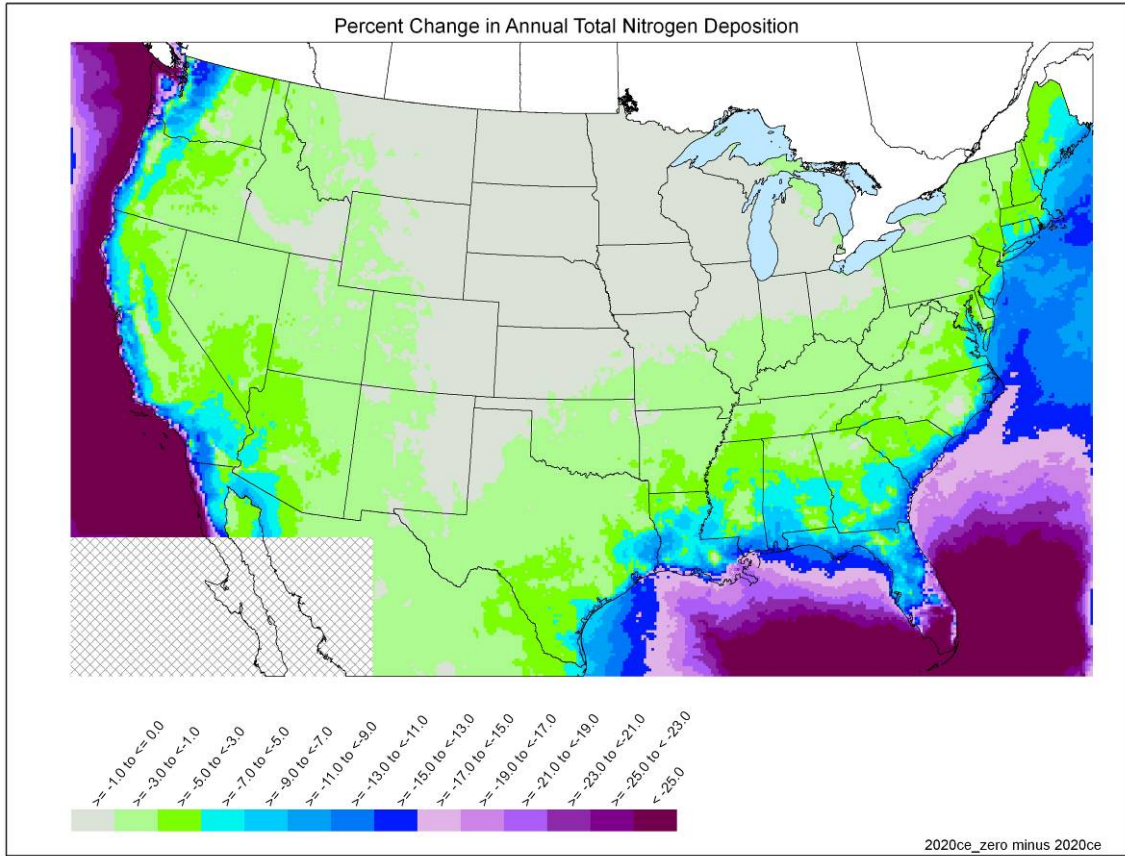 Percent Change in Annual Total Nitrogen Deposition
>= -1.0 to <= 0.0
>= -3.0 to <-1.0
>= -5.0 to <-3.0
>= -7.0 to <-5.0
>= -9.0 to <-7.0
>= -11.0 to <-9.0
>= -13.0 to <-11.0
>= -15.0 to <-13.0
>= -17.0 to <-15.0
>= -19.0 to <-17.0
>= -21.0 to <-19.0
>= -23.0 to <-21.0
>= -25.0 to < -23.0
< -25.0
2020ce_zero minus 2020ce